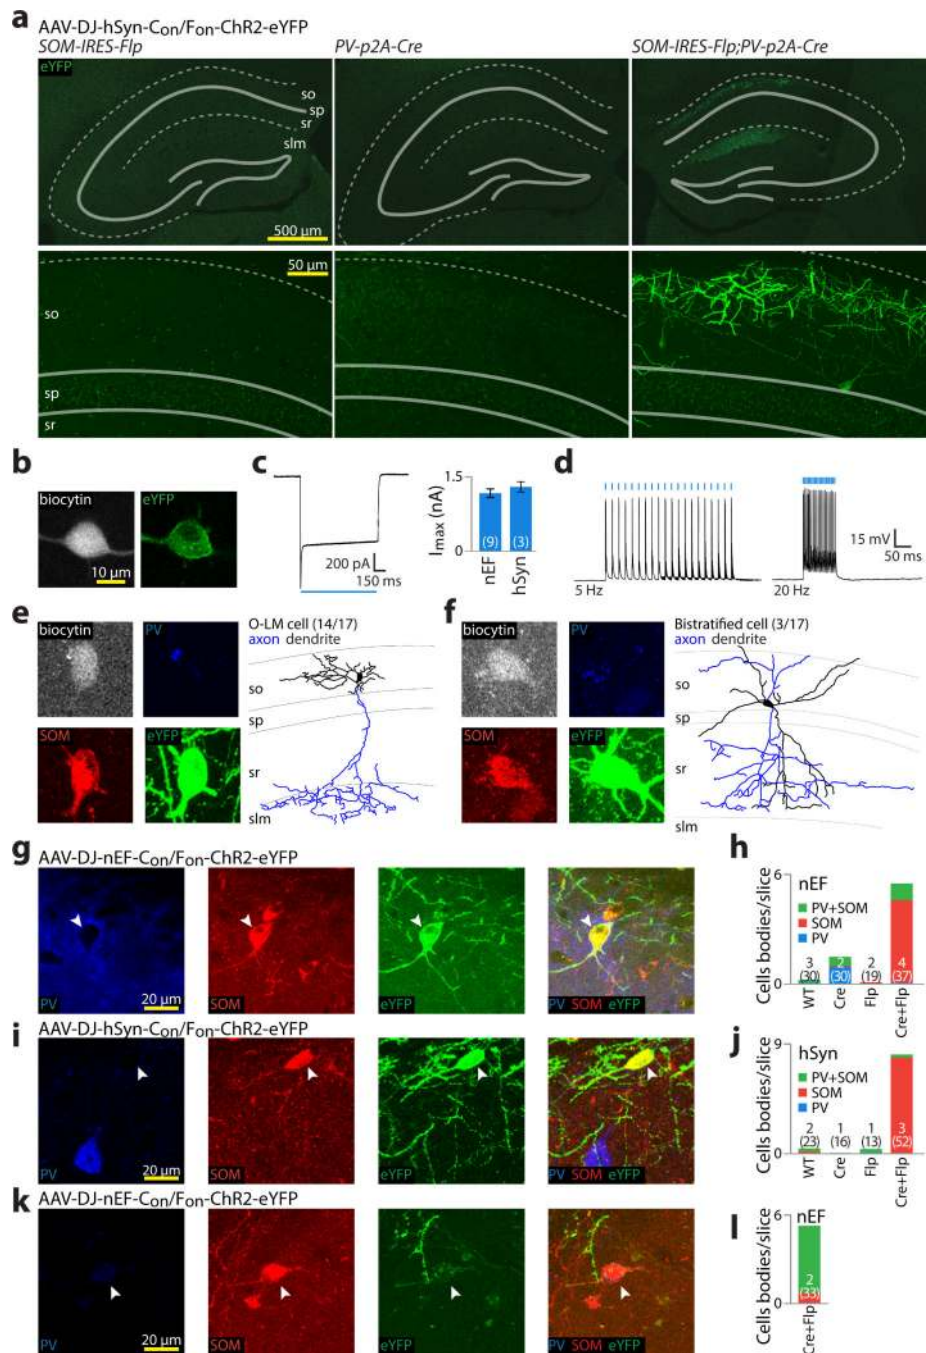 a
AAV-DJ-hSyn-Con/Fon-ChR2-eYFP
SOM-IRES-Flp
PV-p2A-Cre
SOM-IRES-Flp;PV-p2A-Cre
eYFP
so
sp
sr
slm
500 µm
50 µm
so
sp
sr
b
biocytin
eYFP
10 µm
c
200 pA
150 ms
Imax (nA)
1.5
0
(9)
(3)
nEF
hSyn
d
5 Hz
20 Hz
15 mV
50 ms
e
biocytin
PV
SOM
eYFP
O-LM cell (14/17)
axon dendrite
so
sp
sr
slm
f
biocytin
PV
SOM
eYFP
Bistratified cell (3/17)
axon dendrite
so
sp
sr
slm
g
AAV-DJ-nEF-Con/Fon-ChR2-eYFP
PV
20 µm
SOM
eYFP
PV SOM eYFP
h
Cells bodies/slice
6
0
nEF
PV+SOM
SOM
PV
3
(30)
2
(30)
2
(19)
4
(37)
WT
Cre
Flp
Cre+Flp
i
AAV-DJ-hSyn-Con/Fon-ChR2-eYFP
PV
20 µm
SOM
eYFP
PV SOM eYFP
j
Cells bodies/slice
9
0
hSyn
PV+SOM
SOM
PV
2
(23)
1
(16)
1
(13)
3
(52)
WT
Cre
Flp
Cre+Flp
k
AAV-DJ-nEF-Con/Fon-ChR2-eYFP
PV
20 µm
SOM
eYFP
PV SOM eYFP
l
Cells bodies/slice
6
0
nEF
2
(33)
Cre+Flp